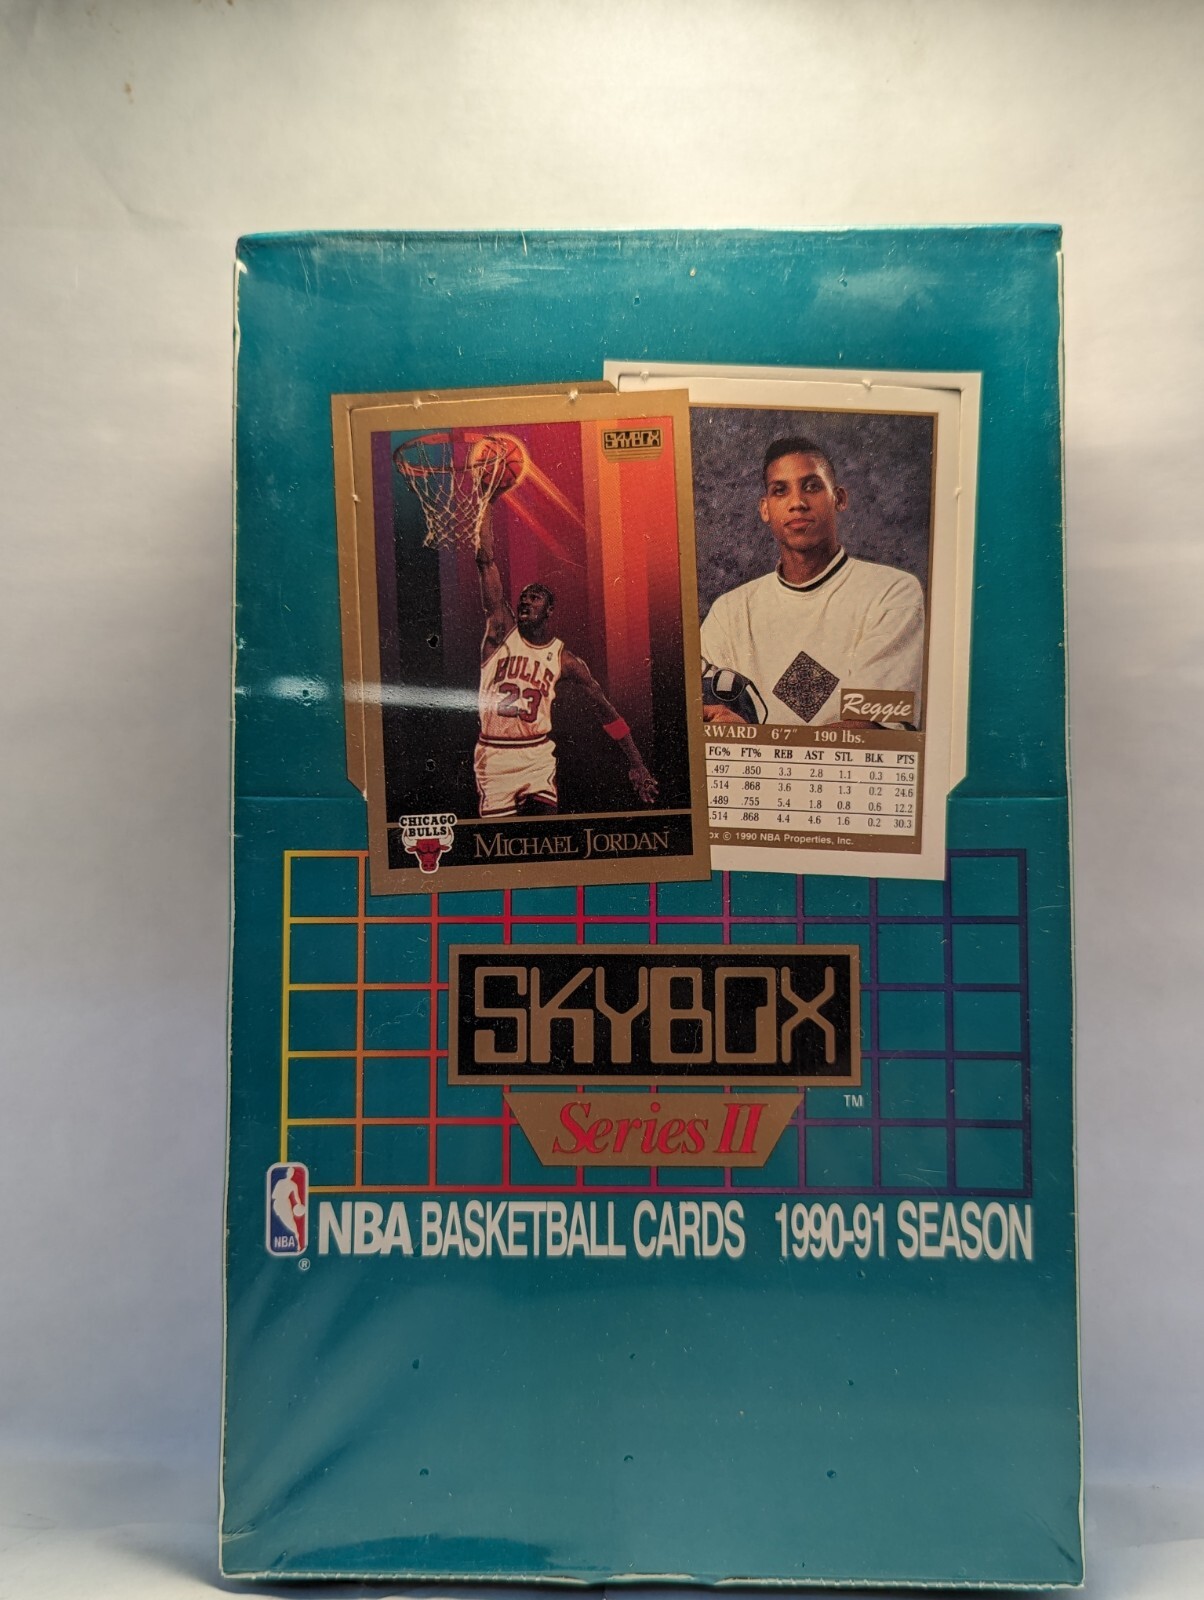 SKYBOX
BULLS
23
CHICAGO
BULLS
MICHAEL JORDAN
Reggie
RWARD 6'7" 190 lbs.
FG% FT% REB AST STL BLK PTS
.497 .850 3.3 2.8 1.1 0.3 16.9
.514 .868 3.6 3.8 1.3 0.2 24.6
.489 .755 5.4 1.8 0.8 0.6 12.2
.514 .868 4.4 4.6 1.6 0.2 30.3
ox © 1990 NBA Properties, Inc.
SKYBOX
TM
Series II
NBA
®
NBA BASKETBALL CARDS 1990-91 SEASON